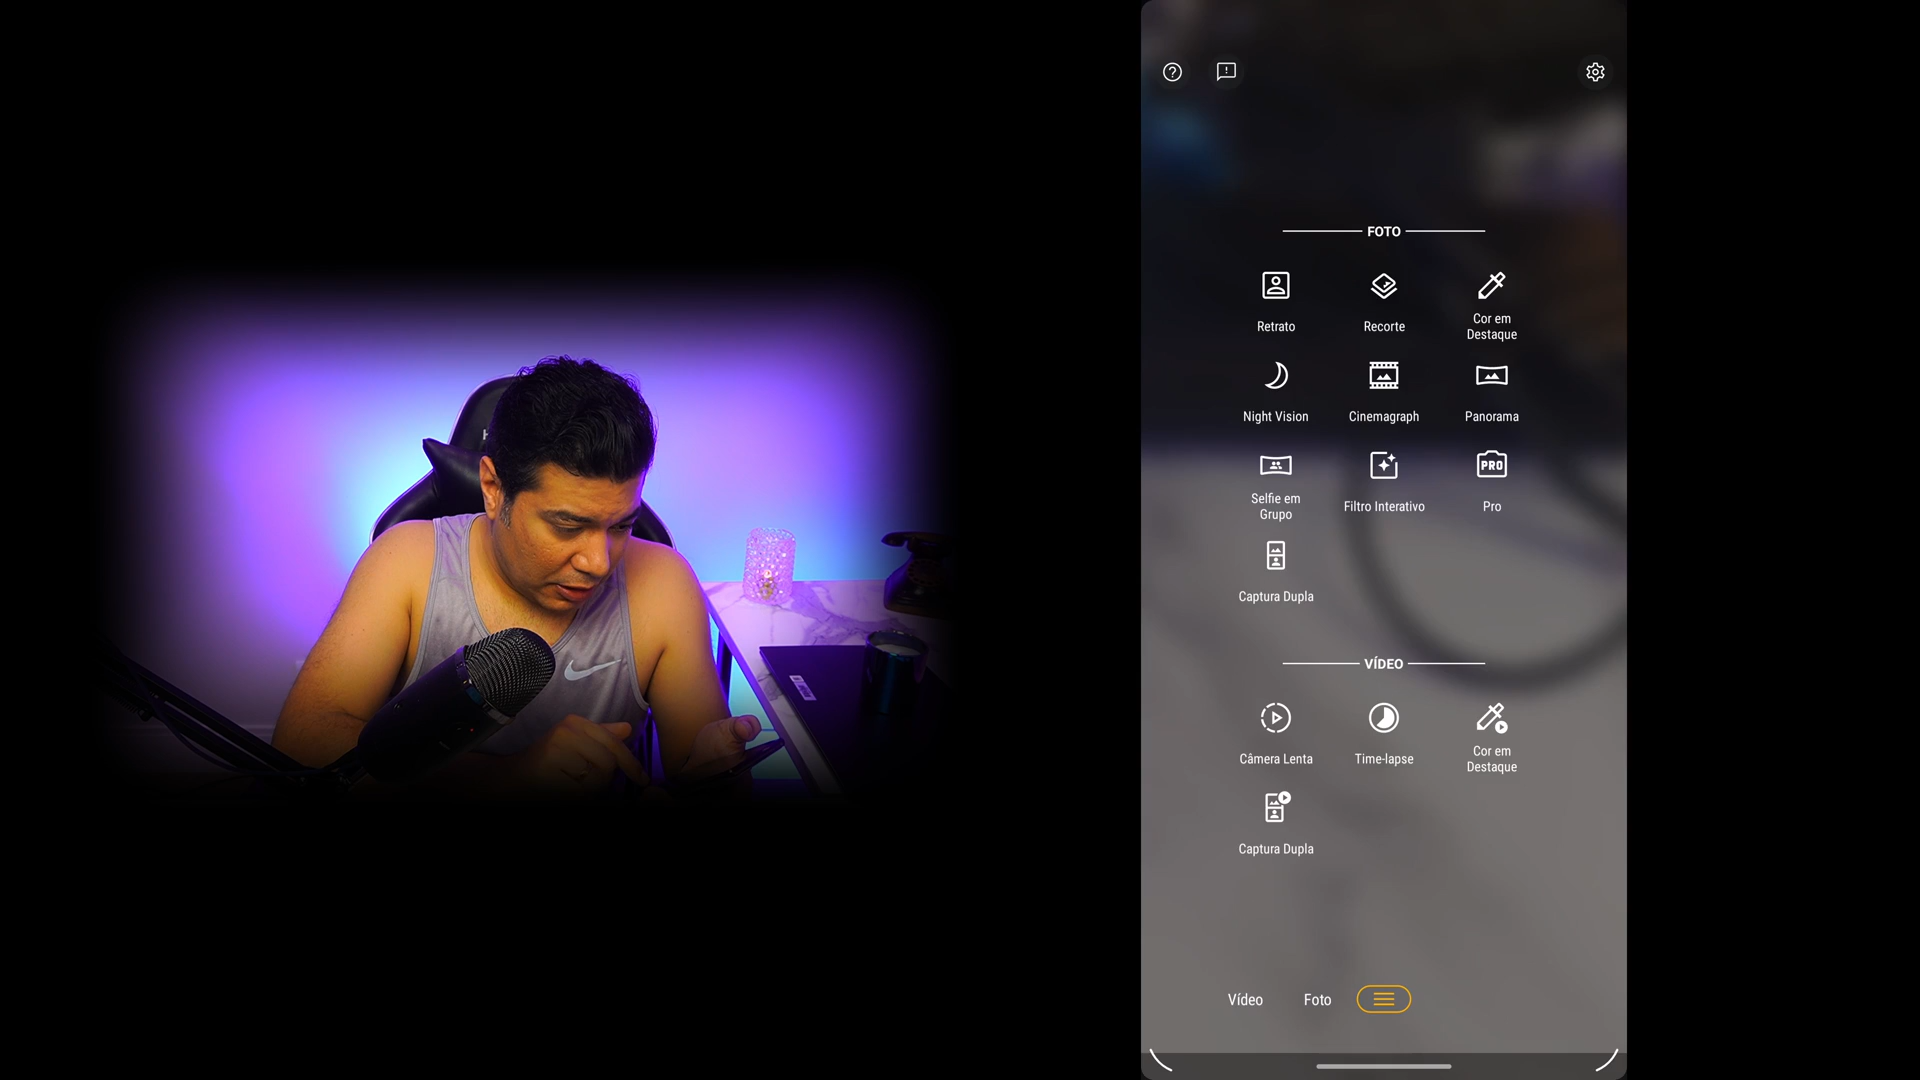 FOTO
Retrato
Recorte
Cor em
Destaque
Night Vision
Cinemagraph
Panorama
Selfie em
Grupo
Filtro Interativo
PRO
Pro
Captura Dupla
VÍDEO
Câmera Lenta
Time-lapse
Cor em
Destaque
Captura Dupla
Vídeo
Foto